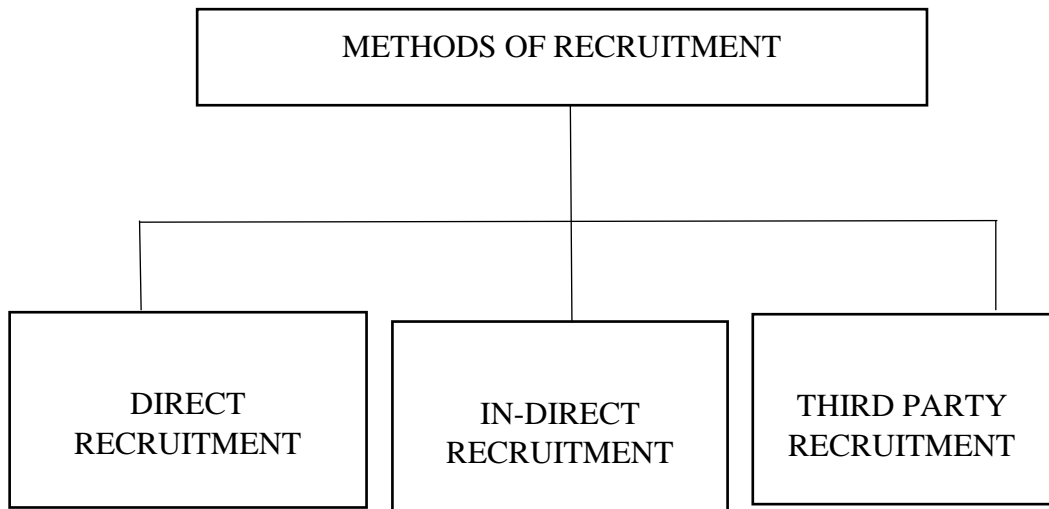 METHODS OF RECRUITMENT
DIRECT
RECRUITMENT
IN-DIRECT
RECRUITMENT
THIRD PARTY
RECRUITMENT